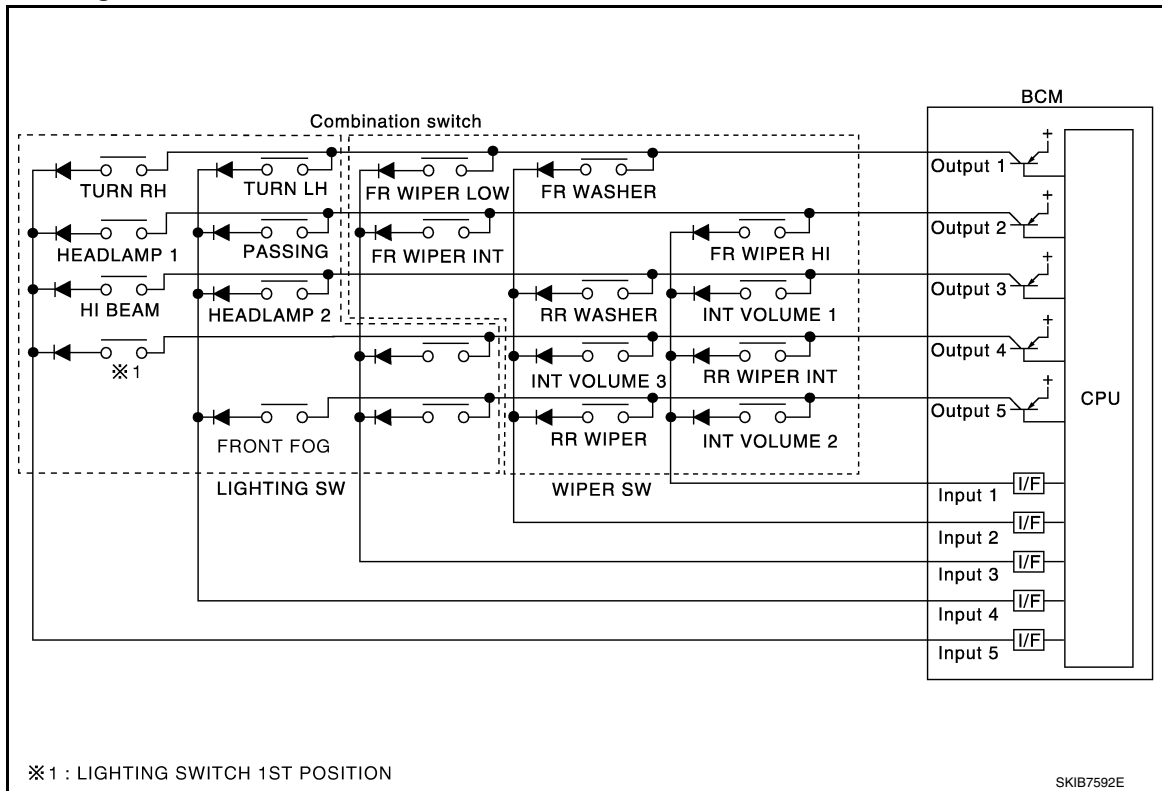 BCM
Combination switch
TURN RH
TURN LH
FR WIPER LOW
FR WASHER
Output 1
+
HEADLAMP 1
PASSING
FR WIPER INT
FR WIPER HI
Output 2
+
HI BEAM
HEADLAMP 2
RR WASHER
INT VOLUME 1
Output 3
+
※1
INT VOLUME 3
RR WIPER INT
Output 4
+
FRONT FOG
RR WIPER
INT VOLUME 2
Output 5
+
CPU
LIGHTING SW
WIPER SW
Input 1
I/F
Input 2
I/F
Input 3
I/F
Input 4
I/F
Input 5
I/F
※1 : LIGHTING SWITCH 1ST POSITION
SKIB7592E